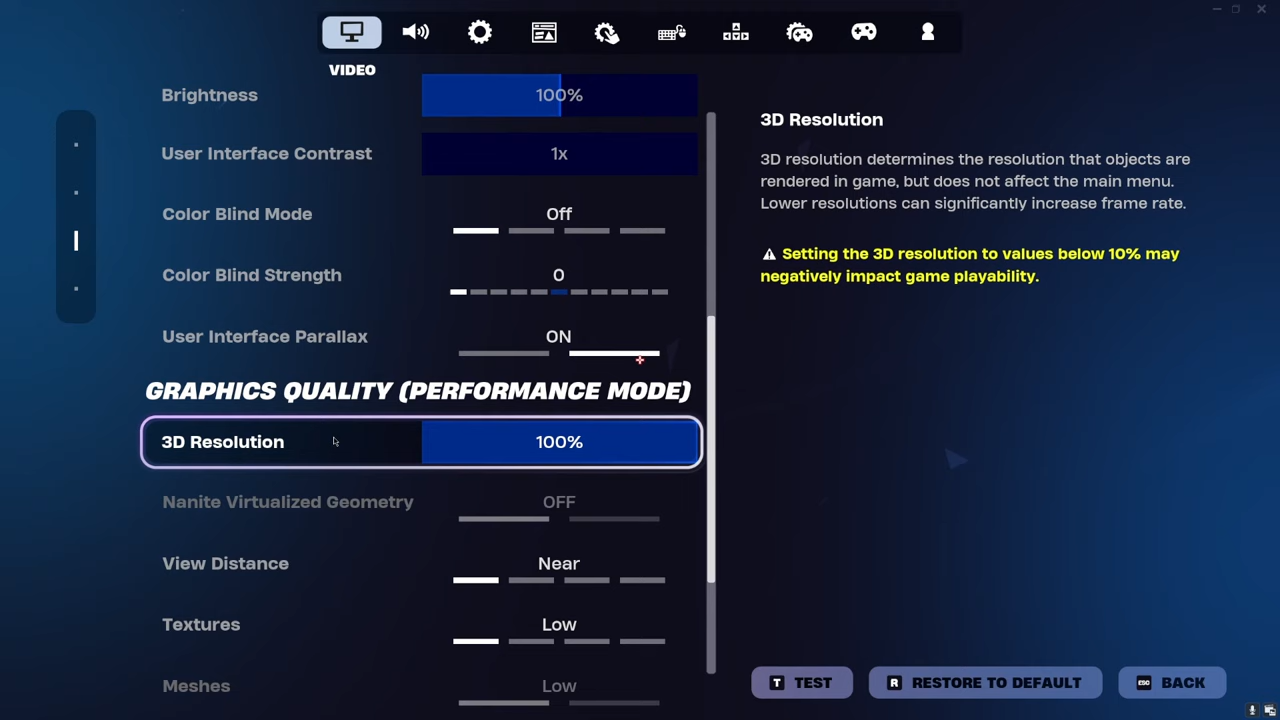 VIDEO
Brightness
100%
User Interface Contrast
1x
Color Blind Mode
Off
Color Blind Strength
0
User Interface Parallax
ON
GRAPHICS QUALITY (PERFORMANCE MODE)
3D Resolution
100%
Nanite Virtualized Geometry
OFF
View Distance
Near
Textures
Low
Meshes
Low
3D Resolution
3D resolution determines the resolution that objects are
rendered in game, but does not affect the main menu.
Lower resolutions can significantly increase frame rate.
Setting the 3D resolution to values below 10% may
negatively impact game playability.
T TEST
R RESTORE TO DEFAULT
ESC BACK